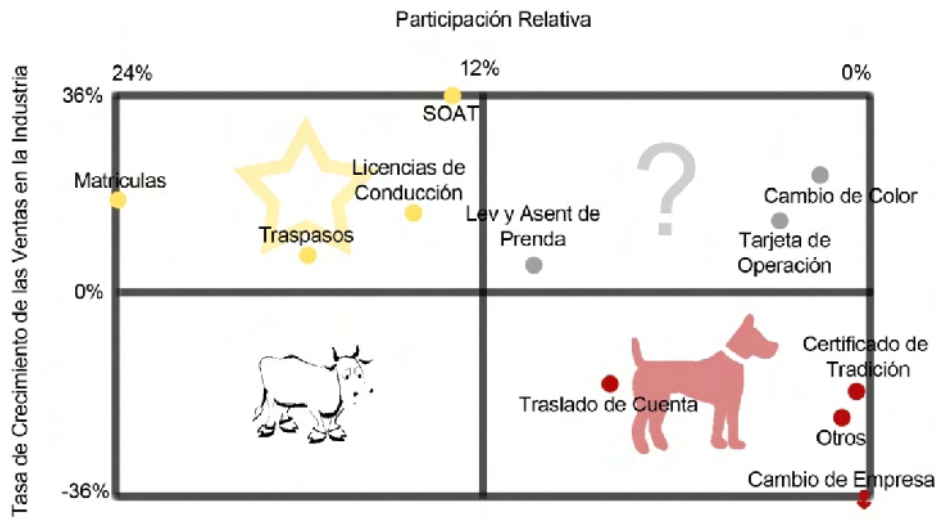 Participación Relativa
24%
12%
0%
Tasa de Crecimiento de las Ventas en la Industria
36%
SOAT
Matriculas
Licencias de
Conducción
Traspasos
Lev y Asent de
Prenda
?
Cambio de Color
Tarjeta de
Operación
0%
Certificado de
Tradición
Traslado de Cuenta
Otros
Cambio de Empresa
-36%